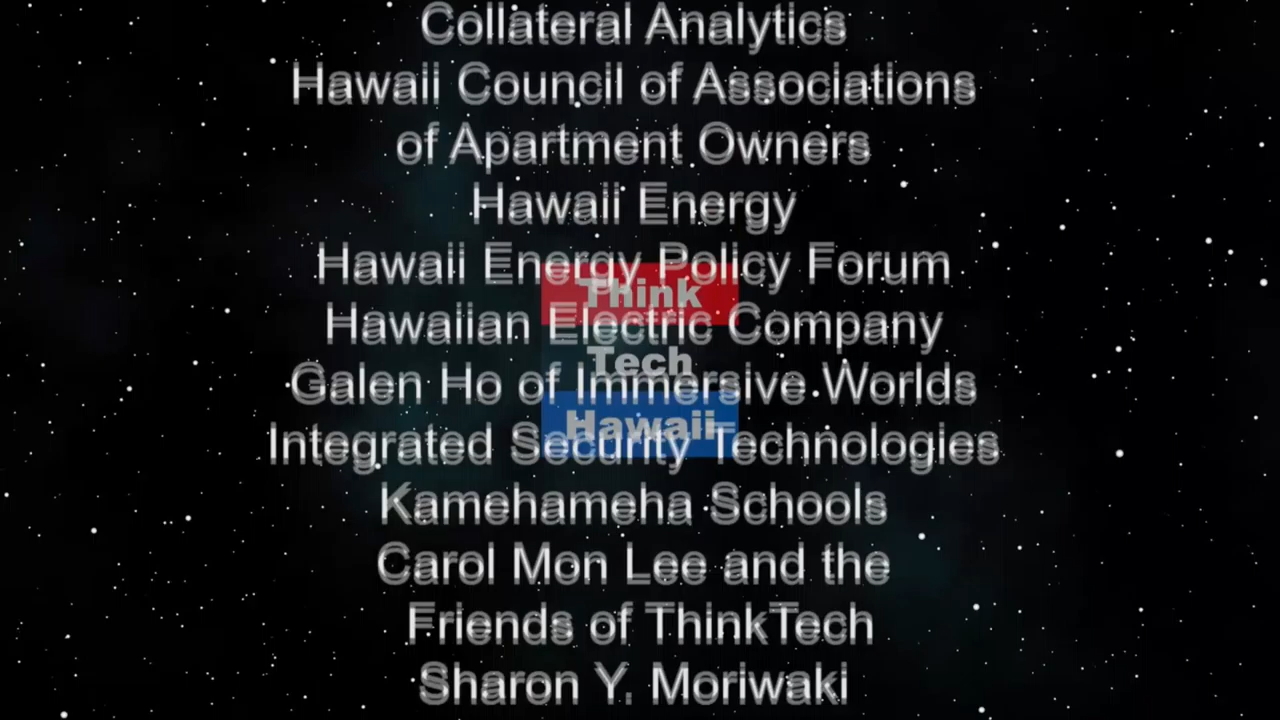 Collateral Analytics
Hawaii Council of Associations
of Apartment Owners
Hawaii Energy
Hawaii Energy Policy Forum
Think
Hawaiian Electric Company
Tech
Galen Ho of Immersive Worlds
Hawaii
Integrated Security Technologies
Kamehameha Schools
Carol Mon Lee and the
Friends of ThinkTech
Sharon Y. Moriwaki